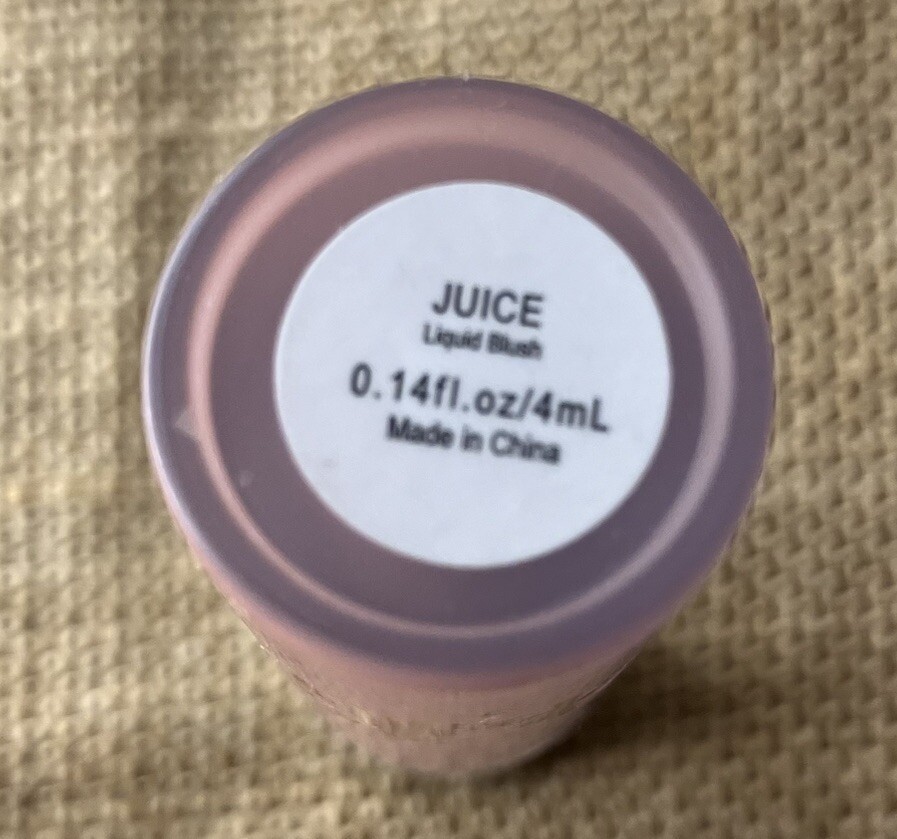 JUICE
Liquid Blush
0.14fl.oz/4mL
Made in China